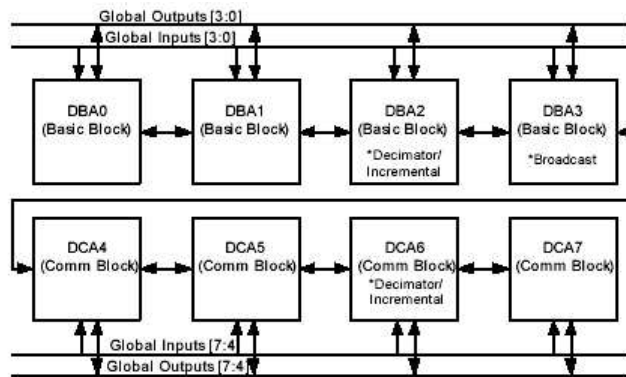 Global Outputs [3:0]
Global Inputs [3:0]
DBA0
(Basic Block)
DBA1
(Basic Block)
DBA2
(Basic Block)
*Decimator/
Incremental
DBA3
(Basic Block)
*Broadcast
DCA4
(Comm Block)
DCA5
(Comm Block)
DCA6
(Comm Block)
*Decimator/
Incremental
DCA7
(Comm Block)
Global Inputs [7:4
Global Outputs [7:4]